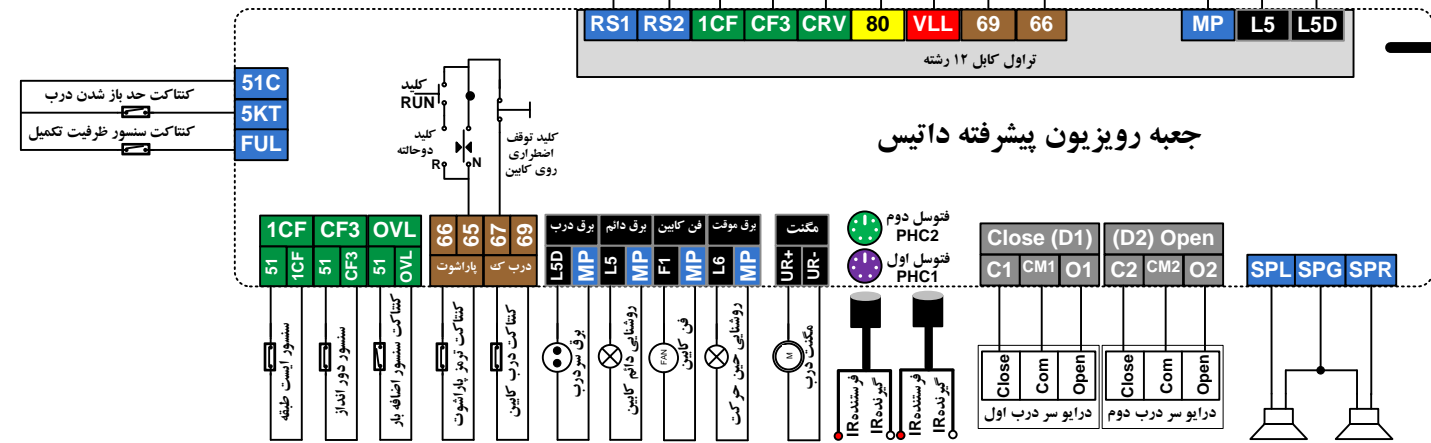 RS1 RS2 1CF CF3 CRV 80 VLL 69 66 MP L5 L5D
تراول کابل ۱۲ رشته
جعبه رویزیون پیشرفته داتیس
51C
5KT
FUL
کنتاکت حد باز شدن درب
کنتاکت سنسور ظرفیت تکمیل
کلید
RUN
کلید
دوحالته
R N
کلید توقف
اضطراری
روی کابین
1CF CF3 OVL
51 1CF 51 CF3 51 OVL
66 65 67 69
پاراشوت
درب ک
برق درب
برق دائم
فن کابین
برق موقت
مگنت
L5D MP L5 MP F1 MP L6 MP
UR+ UR-
فتوسل دوم
PHC2
فتوسل اول
PHC1
Close (D1) (D2) Open
C1 CM1 O1 C2 CM2 O2
SPL SPG SPR
سنسور ایست طبقه
سنسور دور انداز
کنتاکت سنسور اضافه بار
کنتاکت ترمز پاراشوت
کنتاکت درب کابین
برق سردرب
روشنایی دائم کابین
FAN
فن کابین
روشنایی حین حرکت
M
مگنت درب
فرستنده IR
گیرنده IR
فرستنده IR
گیرنده IR
Close Com Open
درایو سر درب اول
Close Com Open
درایو سر درب دوم